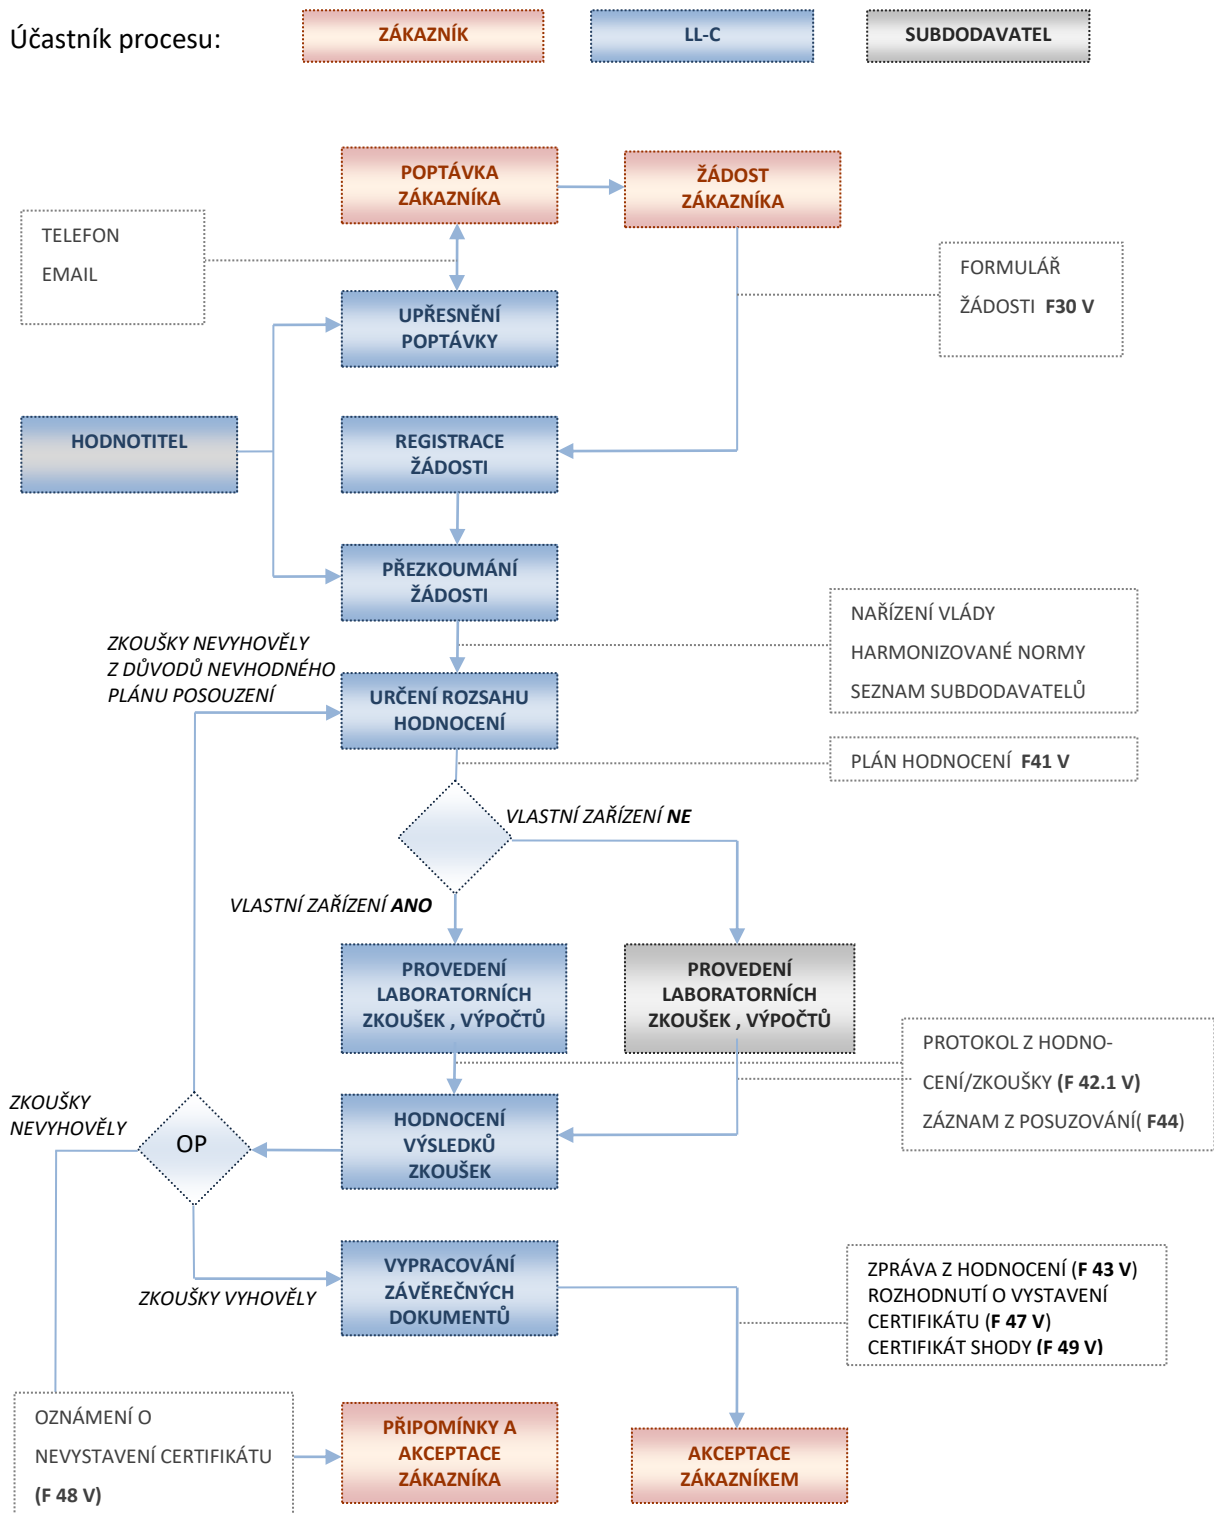 Účastník procesu:
ZÁKAZNÍK
LL-C
SUBDODAVATEL
POPTÁVKA
ZÁKAZNÍKA
ŽÁDOST
ZÁKAZNÍKA
TELEFON
EMAIL
FORMULÁŘ
ŽÁDOSTI F30 V
UPŘESNĚNÍ
POPTÁVKY
HODNOTITEL
REGISTRACE
ŽÁDOSTI
PŘEZKOUMÁNÍ
ŽÁDOSTI
NAŘÍZENÍ VLÁDY
HARMONIZOVANÉ NORMY
SEZNAM SUBDODAVATELŮ
ZKOUŠKY NEVYHOVĚLY
Z DŮVODŮ NEVHODNÉHO
PLÁNU POSOUZENÍ
URČENÍ ROZSAHU
HODNOCENÍ
PLÁN HODNOCENÍ F41 V
VLASTNÍ ZAŘÍZENÍ NE
VLASTNÍ ZAŘÍZENÍ ANO
PROVEDENÍ
LABORATORNÍCH
ZKOUŠEK , VÝPOČTŮ
PROVEDENÍ
LABORATORNÍCH
ZKOUŠEK , VÝPOČTŮ
PROTOKOL Z HODNO-
CENÍ/ZKOUŠKY (F 42.1 V)
ZÁZNAM Z POSUZOVÁNÍ( F44)
ZKOUŠKY
NEVYHOVĚLY
OP
HODNOCENÍ
VÝSLEDKŮ
ZKOUŠEK
ZKOUŠKY VYHOVĚLY
VYPRACOVÁNÍ
ZÁVĚREČNÝCH
DOKUMENTŮ
ZPRÁVA Z HODNOCENÍ (F 43 V)
ROZHODNUTÍ O VYSTAVENÍ
CERTIFIKÁTU (F 47 V)
CERTIFIKÁT SHODY (F 49 V)
OZNÁMENÍ O
NEVYSTAVENÍ CERTIFIKÁTU
(F 48 V)
PŘIPOMÍNKY A
AKCEPTACE
ZÁKAZNÍKA
AKCEPTACE
ZÁKAZNÍKEM